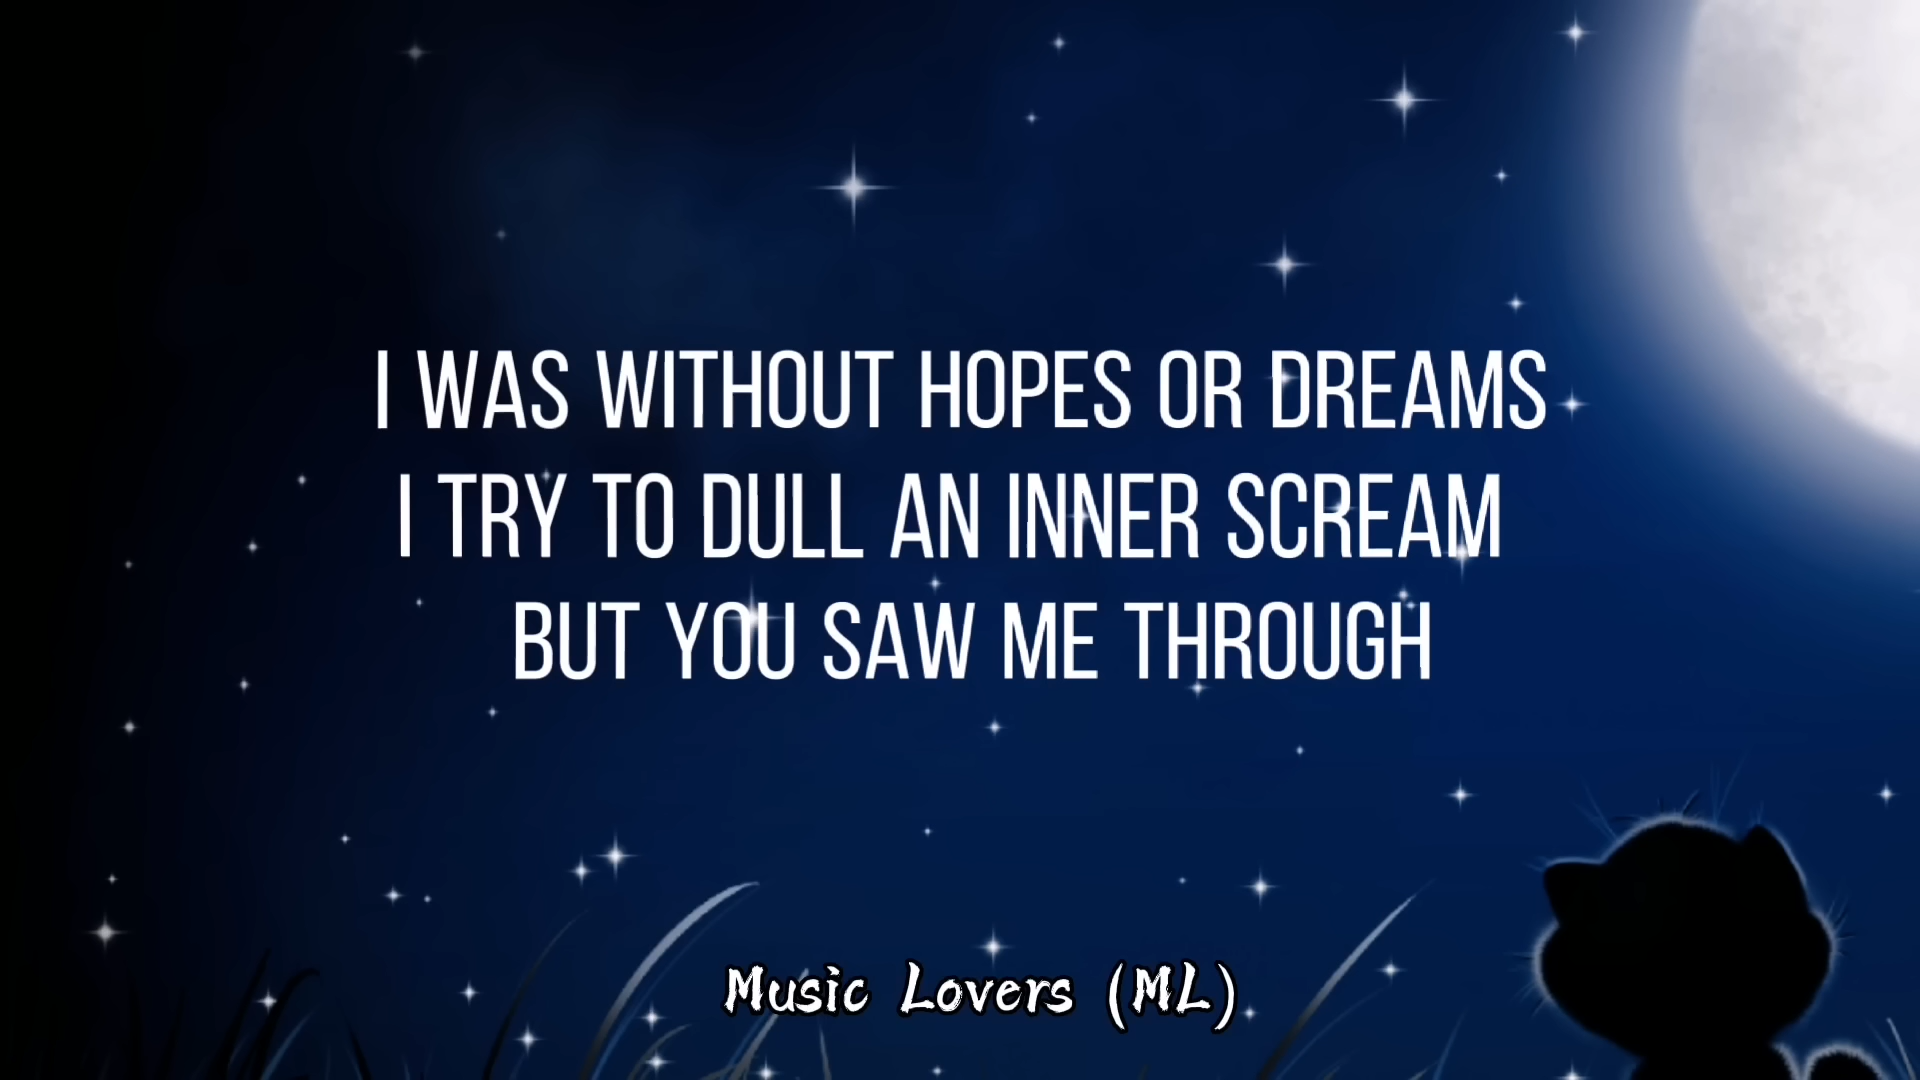 I WAS WITHOUT HOPES OR DREAMS
I TRY TO DULL AN INNER SCREAM
BUT YOU SAW ME THROUGH
Music Lovers (ML)